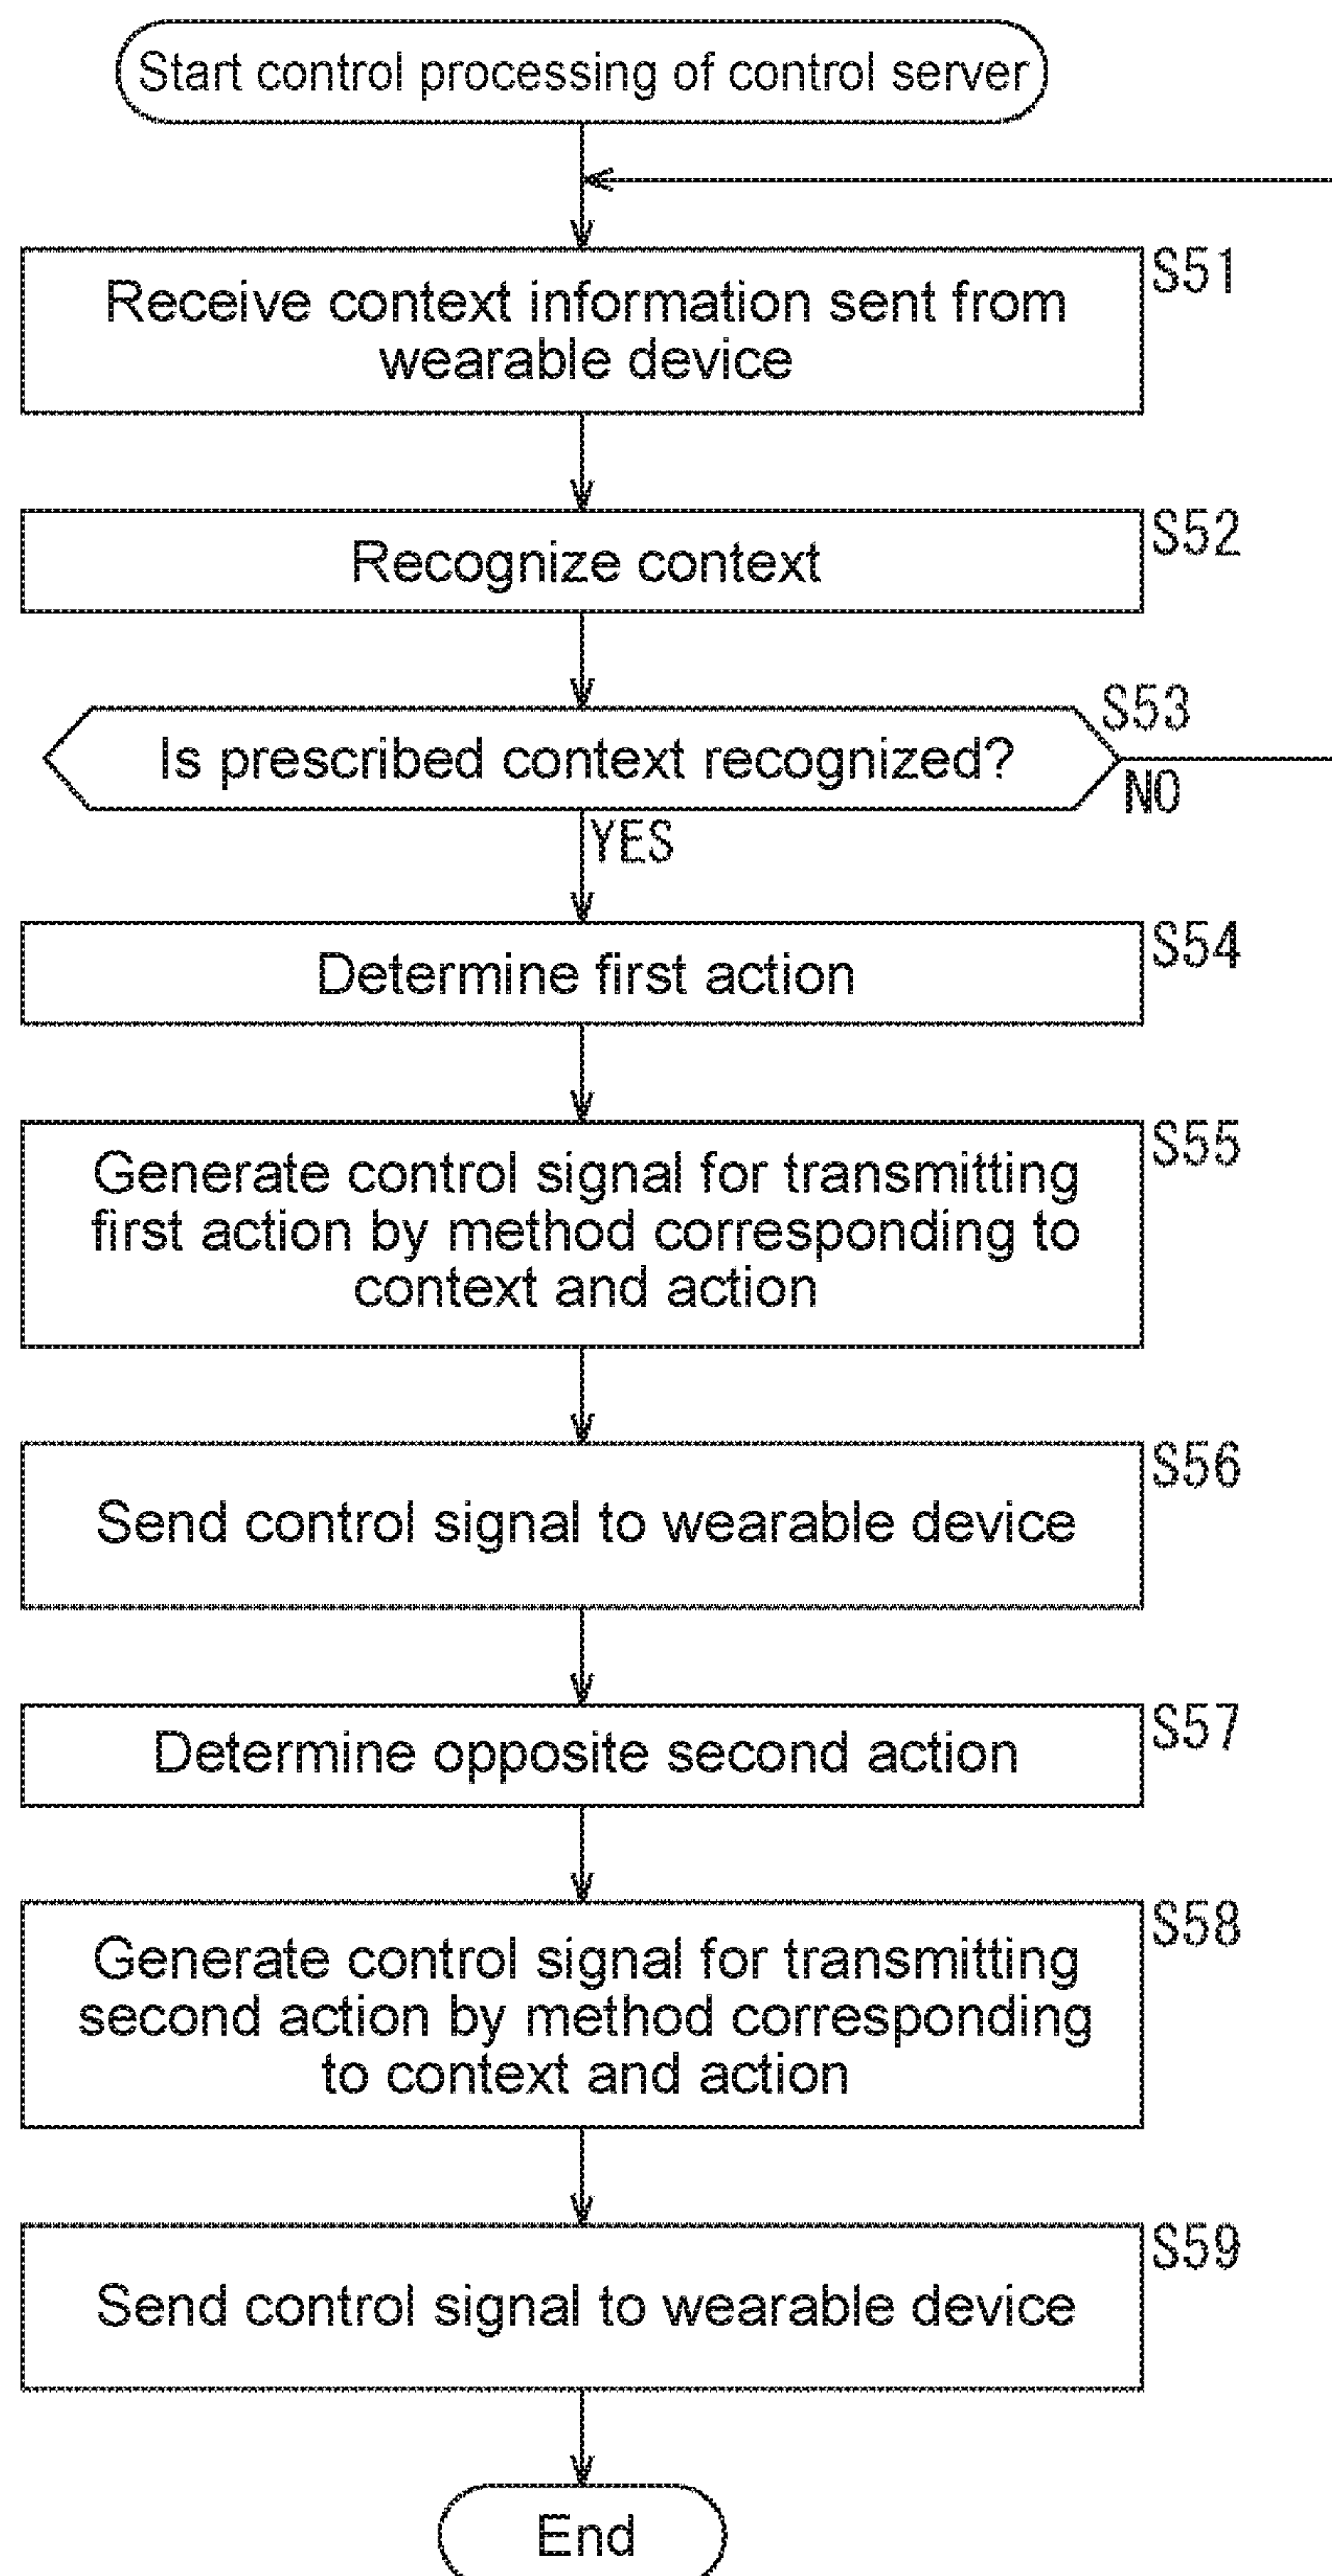 Start control processing of control server
S51
Receive context information sent from
wearable device
S52
Recognize context
S53
Is prescribed context recognized?
NO
YES
S54
Determine first action
S55
Generate control signal for transmitting
first action by method corresponding to
context and action
S56
Send control signal to wearable device
S57
Determine opposite second action
S58
Generate control signal for transmitting
second action by method corresponding
to context and action
S59
Send control signal to wearable device
End